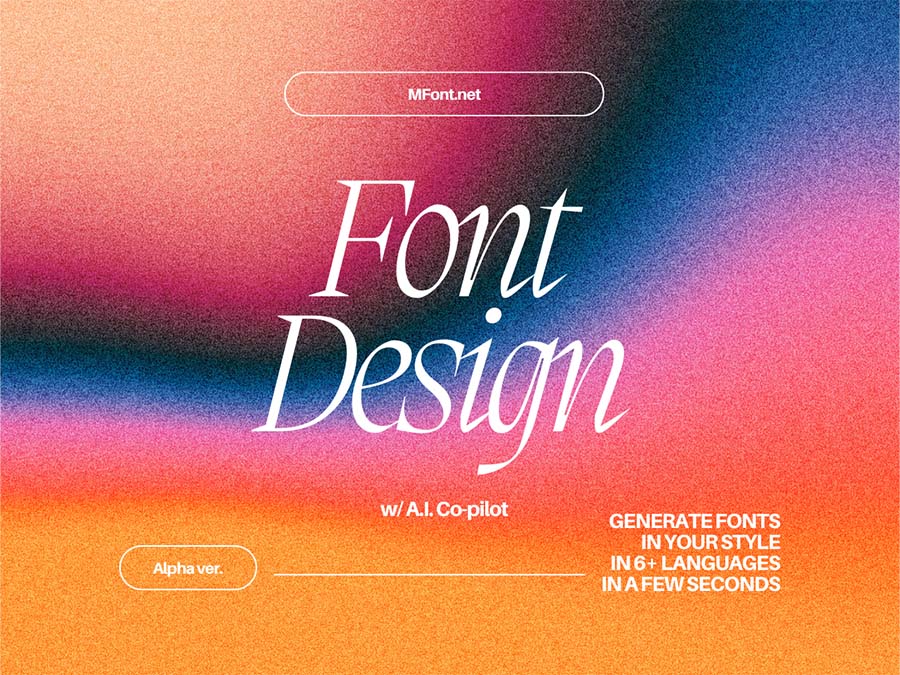 MFont.net
Font
Design
w/ A.I. Co-pilot
GENERATE FONTS
IN YOUR STYLE
IN 6+ LANGUAGES
IN A FEW SECONDS
Alpha ver.